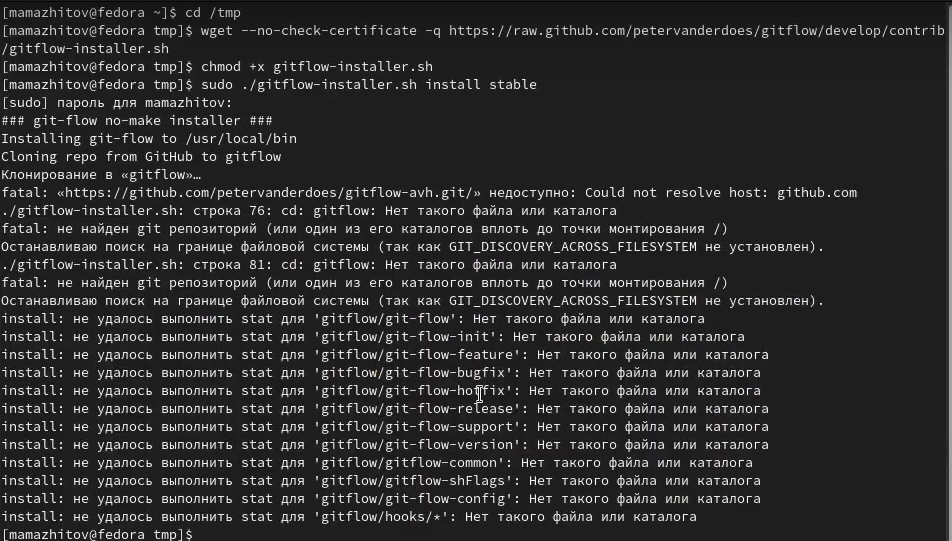 [mamazhitov@fedora ~]$ cd /tmp
[mamazhitov@fedora tmp]$ wget --no-check-certificate -q https://raw.github.com/petervanderdoes/gitflow/develop/contrib
/gitflow-installer.sh
[mamazhitov@fedora tmp]$ chmod +x gitflow-installer.sh
[mamazhitov@fedora tmp]$ sudo ./gitflow-installer.sh install stable
[sudo] пароль для mamazhitov:
### git-flow no-make installer ###
Installing git-flow to /usr/local/bin
Cloning repo from GitHub to gitflow
Клонирование в «gitflow»…
fatal: «https://github.com/petervanderdoes/gitflow-avh.git/» недоступно: Could not resolve host: github.com
./gitflow-installer.sh: строка 76: cd: gitflow: Нет такого файла или каталога
fatal: не найден git репозиторий (или один из его каталогов вплоть до точки монтирования /)
Останавливаю поиск на границе файловой системы (так как GIT_DISCOVERY_ACROSS_FILESYSTEM не установлен).
./gitflow-installer.sh: строка 81: cd: gitflow: Нет такого файла или каталога
fatal: не найден git репозиторий (или один из его каталогов вплоть до точки монтирования /)
Останавливаю поиск на границе файловой системы (так как GIT_DISCOVERY_ACROSS_FILESYSTEM не установлен).
install: не удалось выполнить stat для 'gitflow/git-flow': Нет такого файла или каталога
install: не удалось выполнить stat для 'gitflow/git-flow-init': Нет такого файла или каталога
install: не удалось выполнить stat для 'gitflow/git-flow-feature': Нет такого файла или каталога
install: не удалось выполнить stat для 'gitflow/git-flow-bugfix': Нет такого файла или каталога
install: не удалось выполнить stat для 'gitflow/git-flow-hotfix': Нет такого файла или каталога
install: не удалось выполнить stat для 'gitflow/git-flow-release': Нет такого файла или каталога
install: не удалось выполнить stat для 'gitflow/git-flow-support': Нет такого файла или каталога
install: не удалось выполнить stat для 'gitflow/git-flow-version': Нет такого файла или каталога
install: не удалось выполнить stat для 'gitflow/gitflow-common': Нет такого файла или каталога
install: не удалось выполнить stat для 'gitflow/gitflow-shFlags': Нет такого файла или каталога
install: не удалось выполнить stat для 'gitflow/git-flow-config': Нет такого файла или каталога
install: не удалось выполнить stat для 'gitflow/hooks/*': Нет такого файла или каталога
[mamazhitov@fedora tmp]$